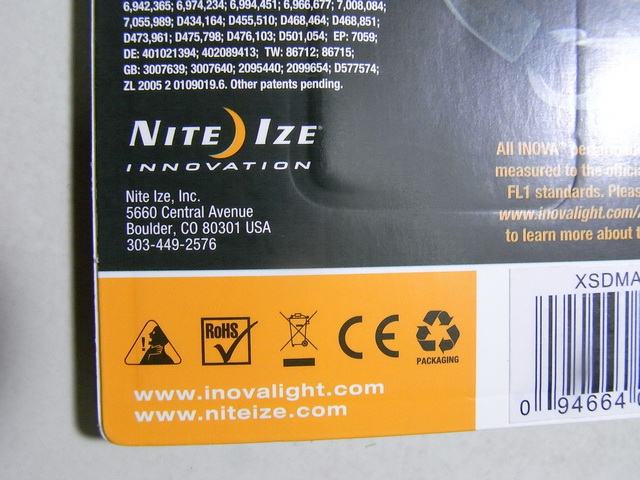 6,942,365; 6,974,234; 6,994,451; 6,966,677; 7,008,084;
7,055,989; D434,164; D455,510; D468,464; D468,851;
D473,961; D475,798; D476,103; D501,054; EP: 7059;
DE: 401021394; 402089413; TW: 86712; 86715;
GB: 3007639; 3007640; 2095440; 2099654; D577574;
ZL 2005 2 0109019.6. Other patents pending.
NITE IZE®
INNOVATION
Nite Ize, Inc.
5660 Central Avenue
Boulder, CO 80301 USA
303-449-2576
All INOVA®
measured to the
FL1 standards.
www.inovalight.com/
to learn more about
XSDMA
0 94664
!
RoHS
CE
PACKAGING
www.inovalight.com
www.niteize.com